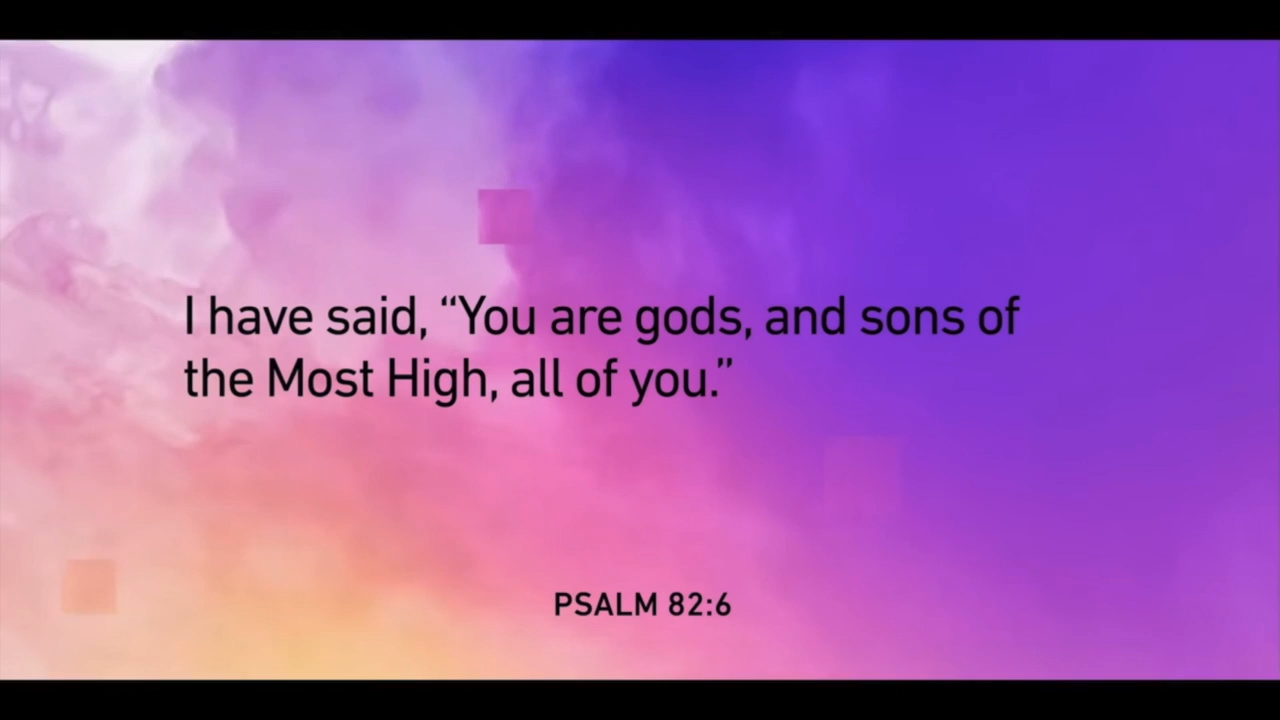 I have said, “You are gods, and sons of
the Most High, all of you.”
PSALM 82:6